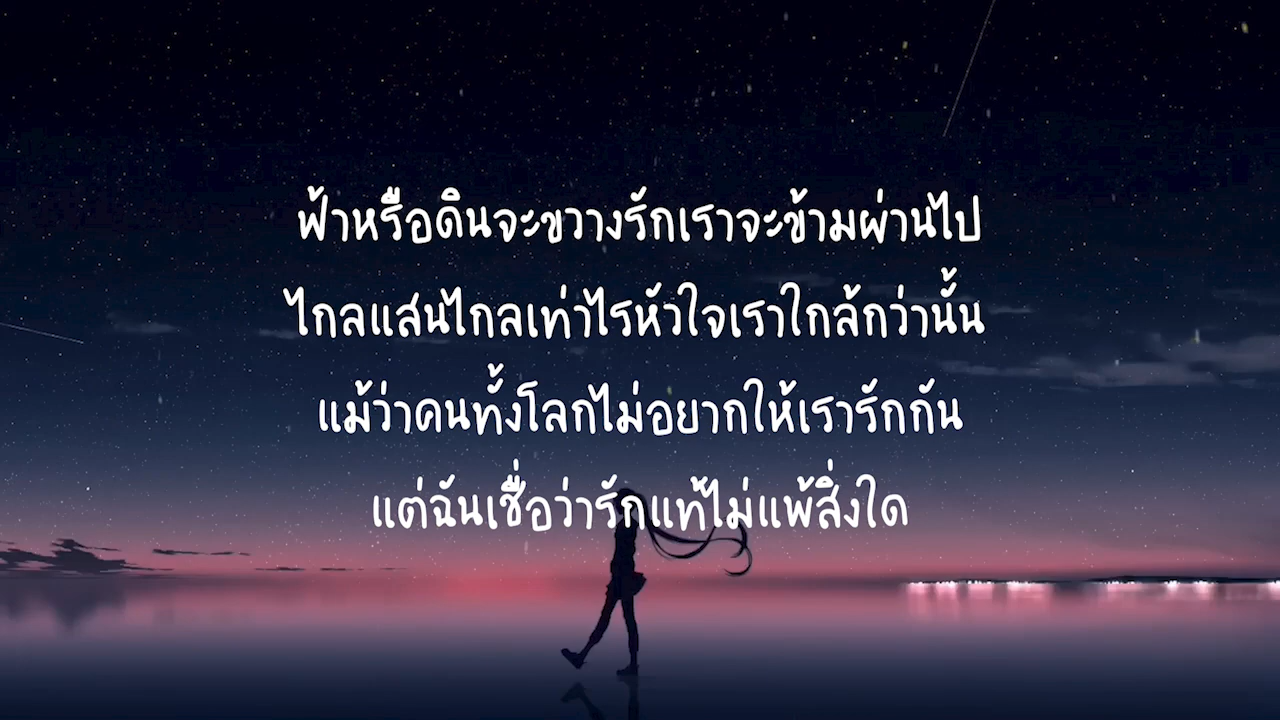 ฟ้าหรือดินจะขวางรักเราจะข้ามผ่านไป
ไกลแสนไกลเท่าไรหัวใจเราใกล้กว่านั้น
แม้ว่าคนทั้งโลกไม่อยากให้เรารักกัน
แต่ฉันเชื่อว่ารักแท้ไม่แพ้สิ่งใด